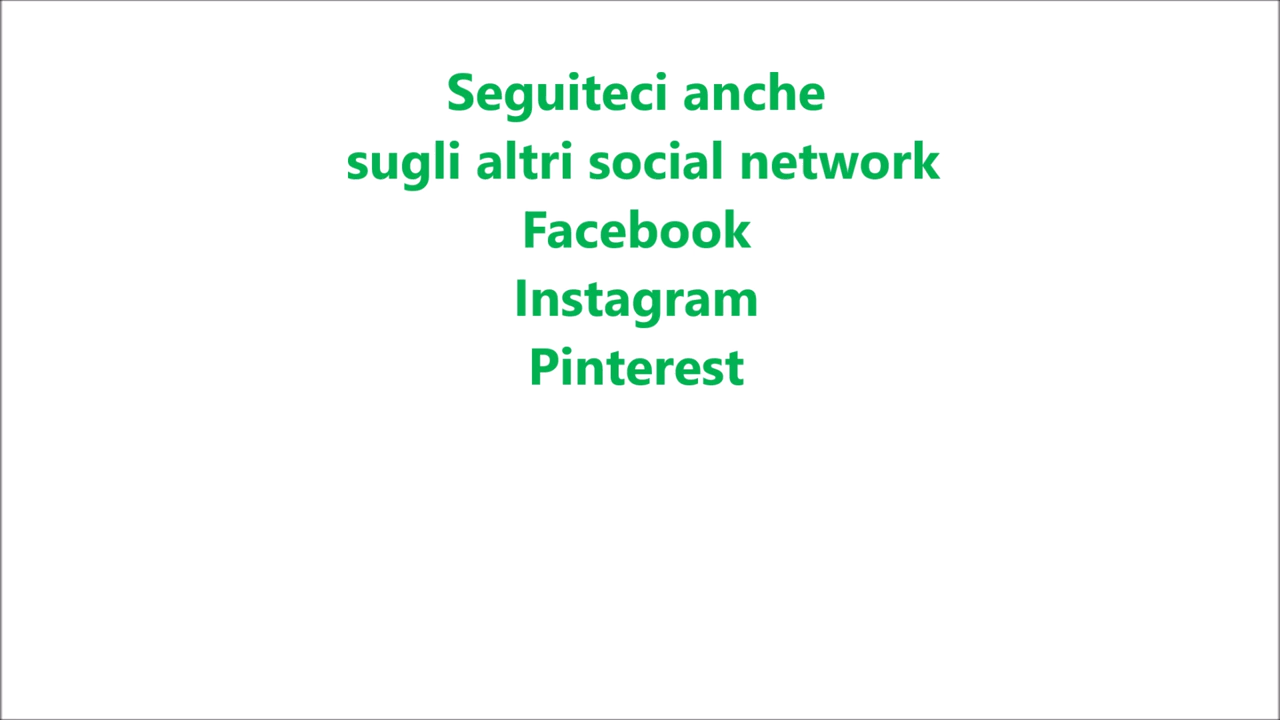 Seguiteci anche
sugli altri social network
Facebook
Instagram
Pinterest